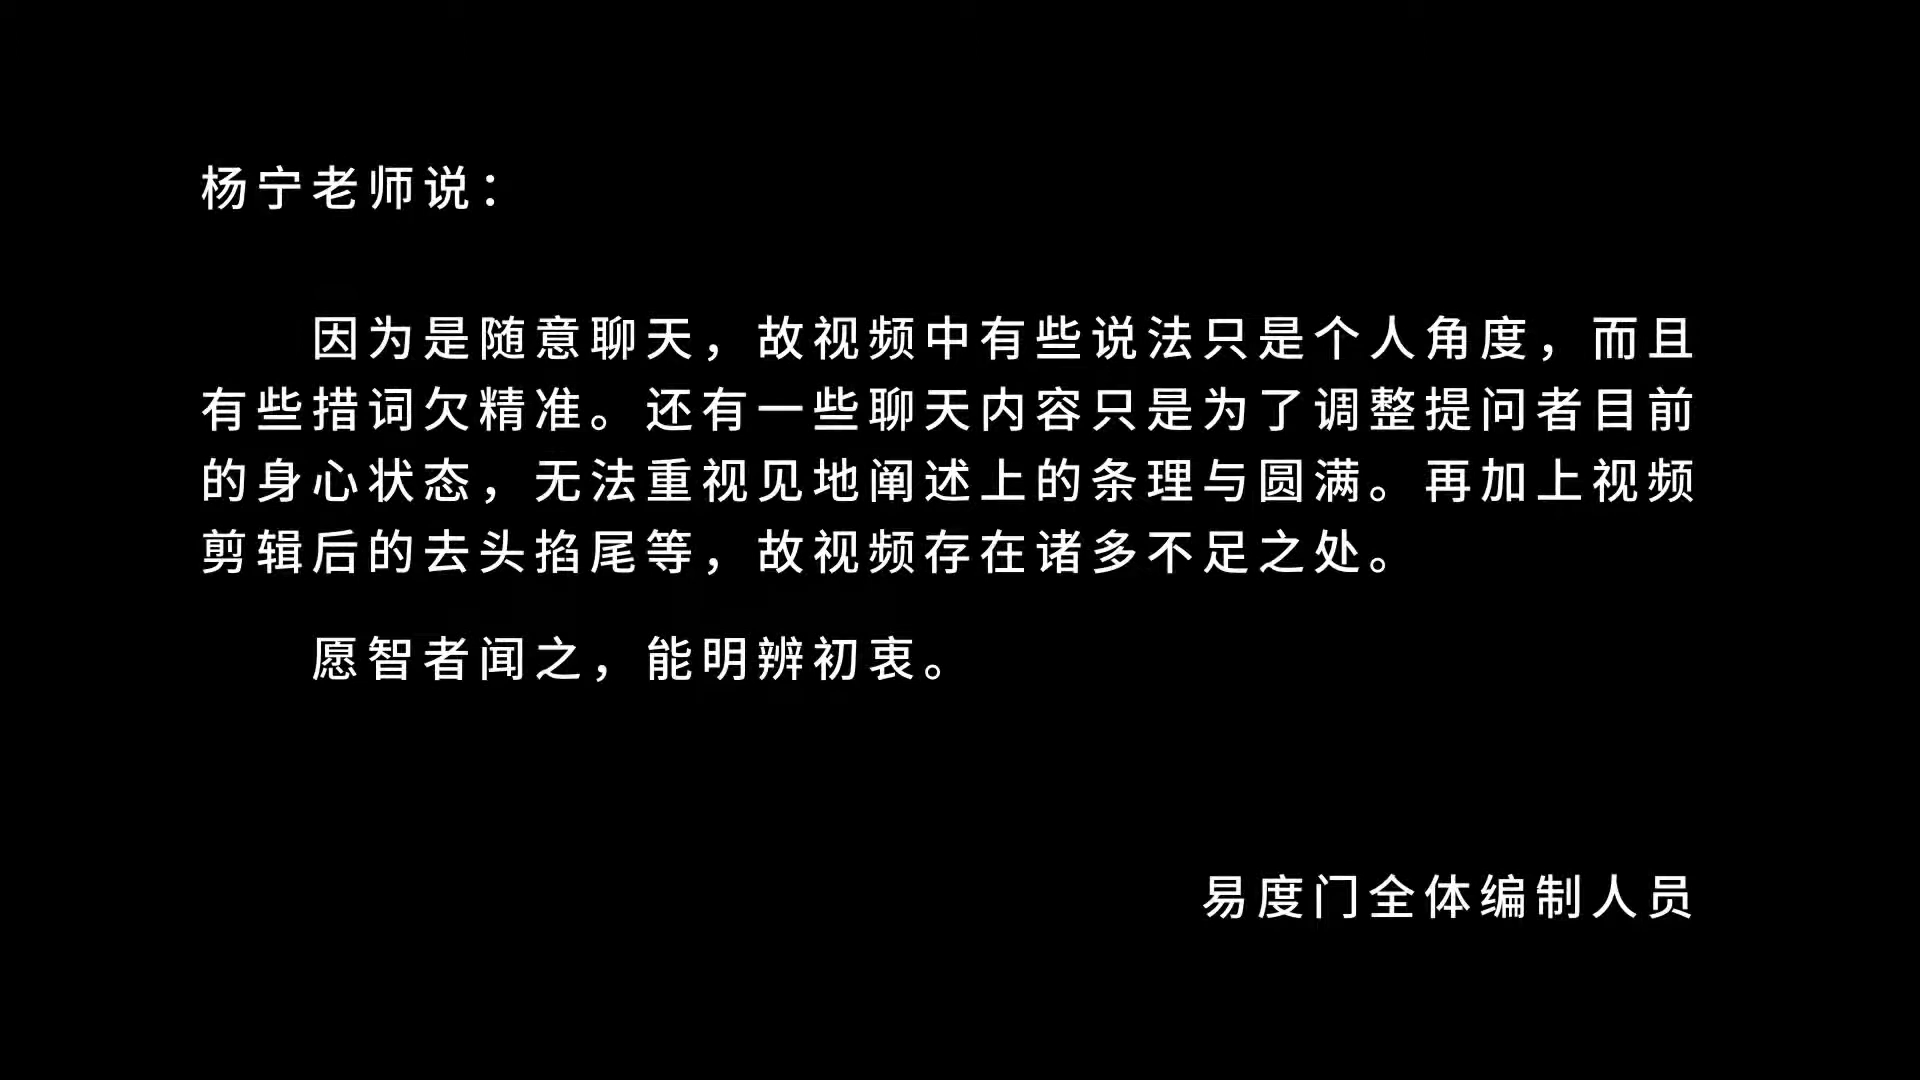 杨宁老师说：
因为是随意聊天，故视频中有些说法只是个人角度，而且
有些措词欠精准。还有一些聊天内容只是为了调整提问者目前
的身心状态，无法重视见地阐述上的条理与圆满。再加上视频
剪辑后的去头掐尾等，故视频存在诸多不足之处。
愿智者闻之，能明辨初衷。
易度门全体编制人员